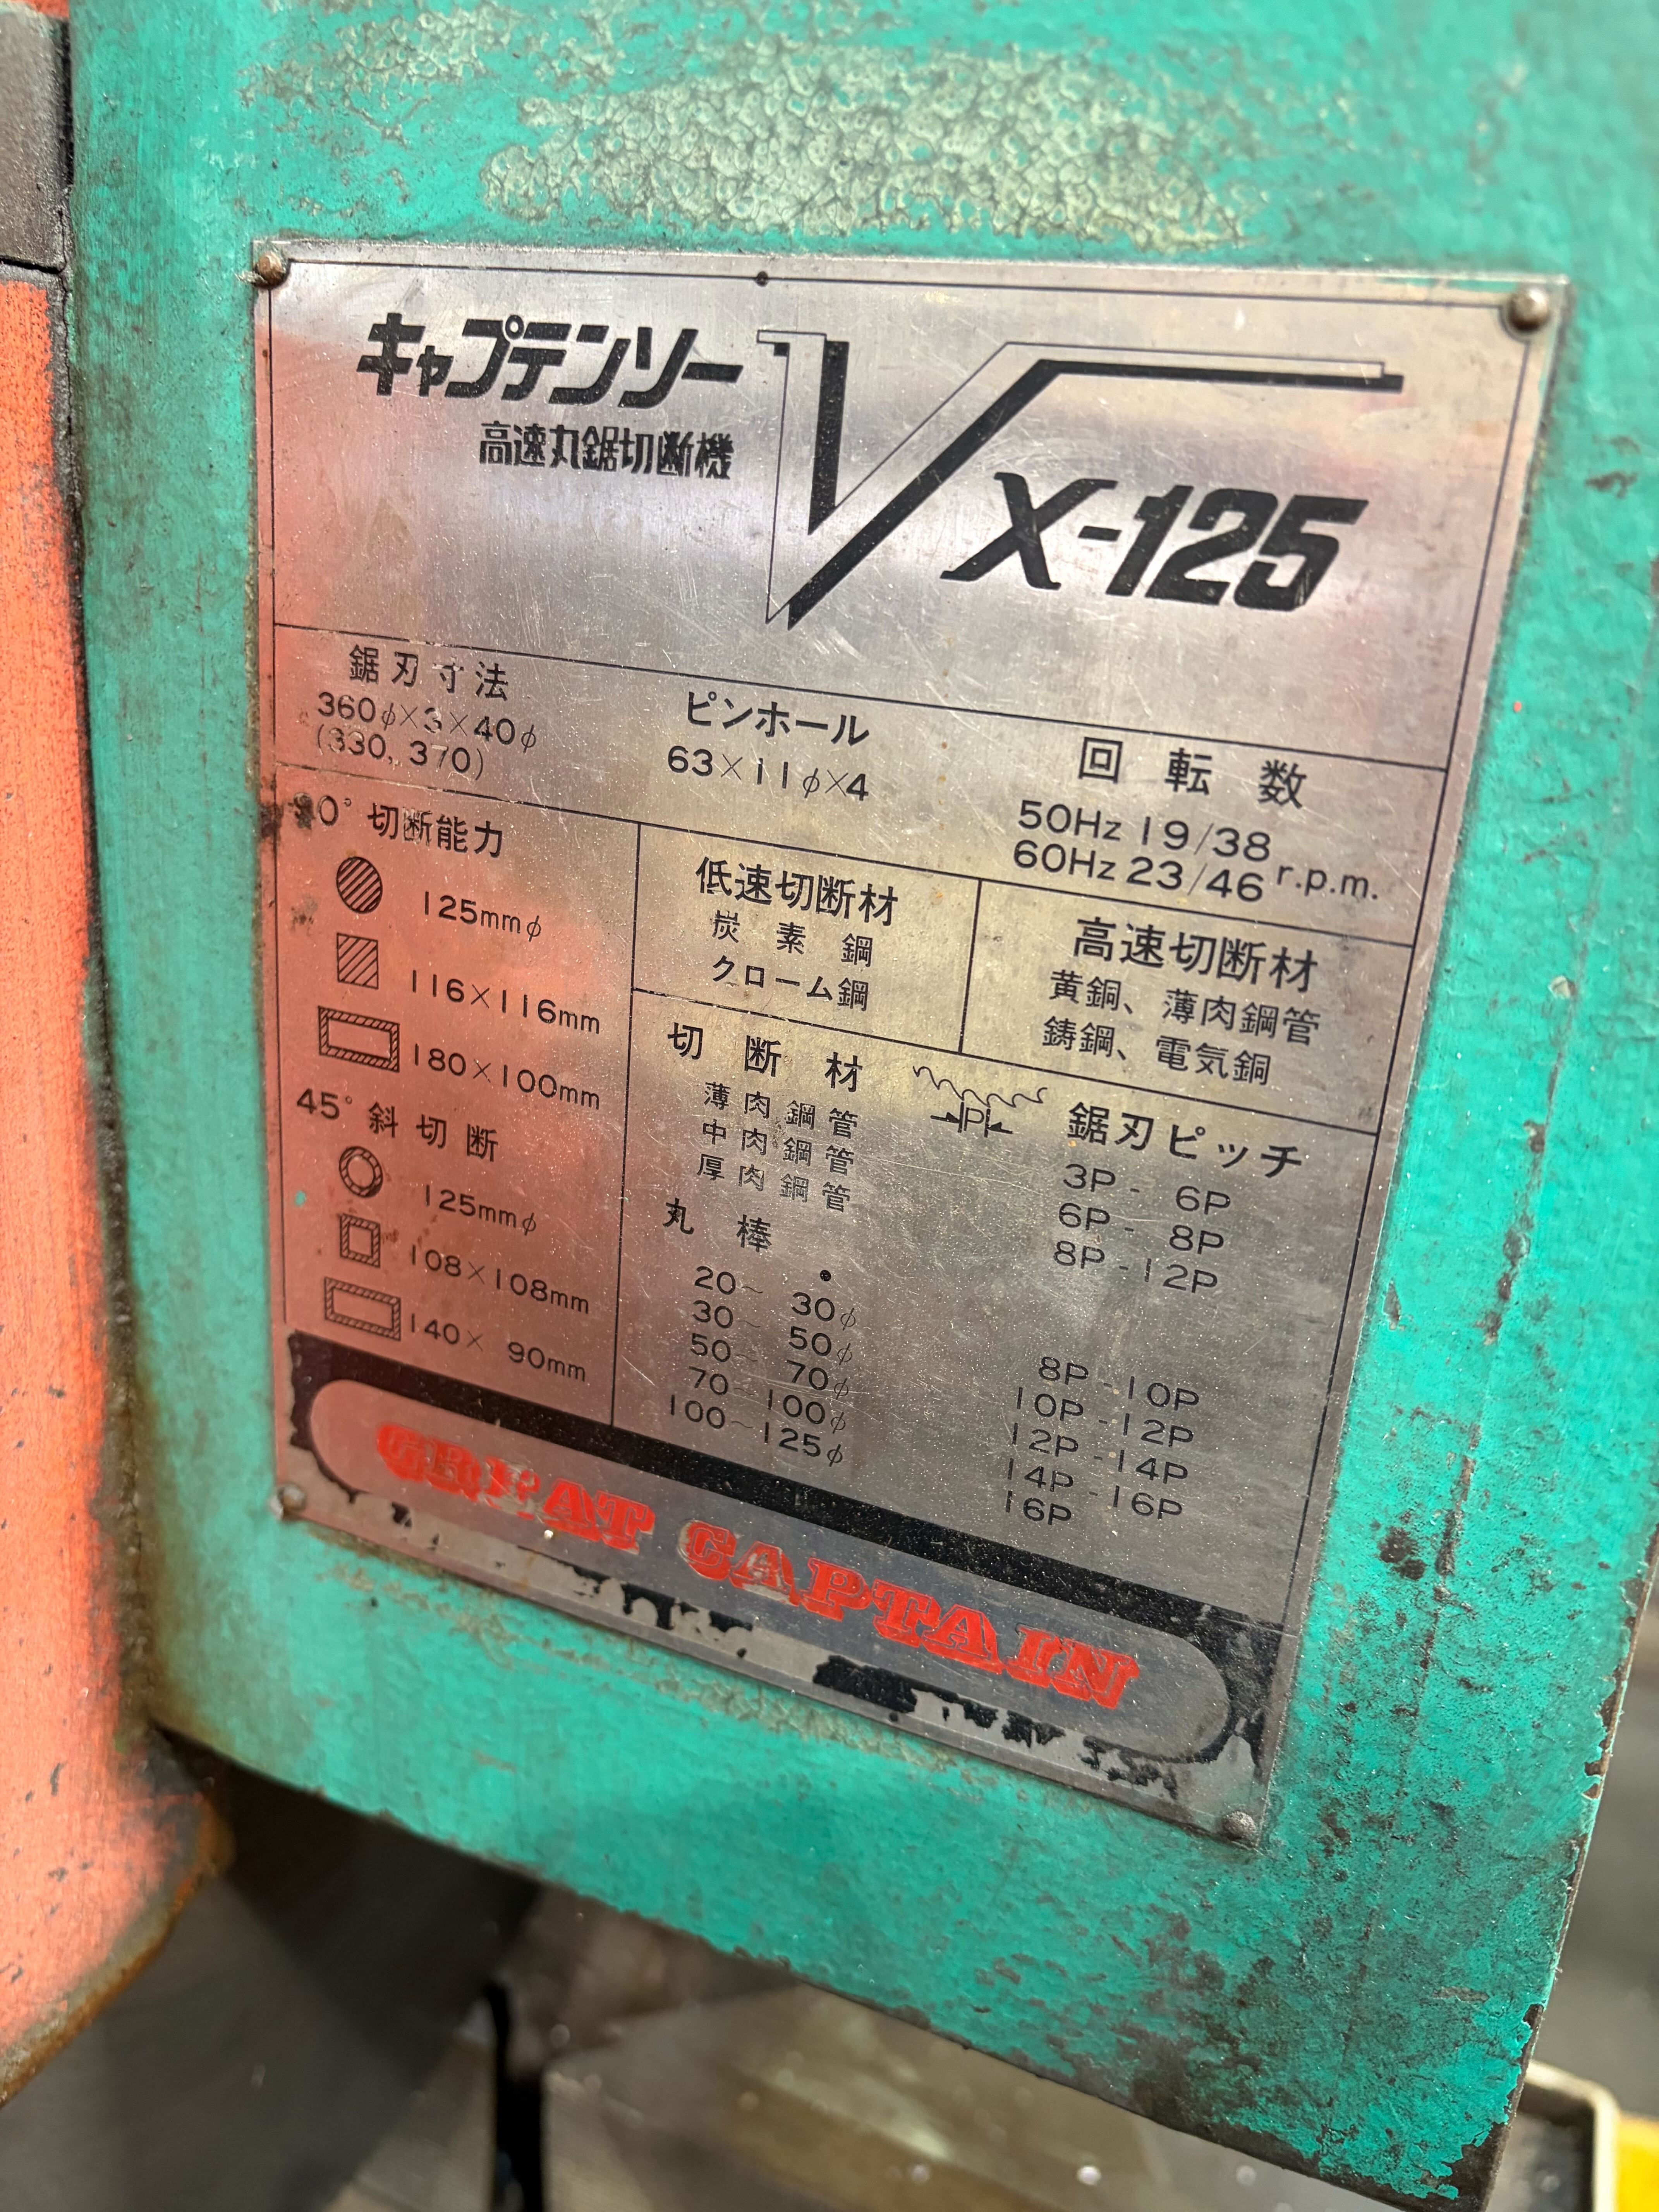 キャプテンソー
高速丸鋸切断機
VX-125
鋸刃寸法
360φ×3×40φ
(330, 370)
ピンホール
63×11φ×4
回転数
50Hz 19/38
60Hz 23/46 r.p.m.
90°切断能力
125mmφ
116×116mm
180×100mm
45°斜切断
125mmφ
108×108mm
140× 90mm
低速切断材
炭素鋼
クローム鋼
高速切断材
黄銅、薄肉鋼管
鋳鋼、電気銅
切断材 P 鋸刃ピッチ
薄肉鋼管 3P - 6P
中肉鋼管 6P - 8P
厚肉鋼管 8P -12P
丸棒
20~ 30φ 8P -10P
30~ 50φ 10P -12P
50~ 70φ 12P -14P
70~100φ 14P -16P
100~125φ 16P
GREAT CAPTAIN